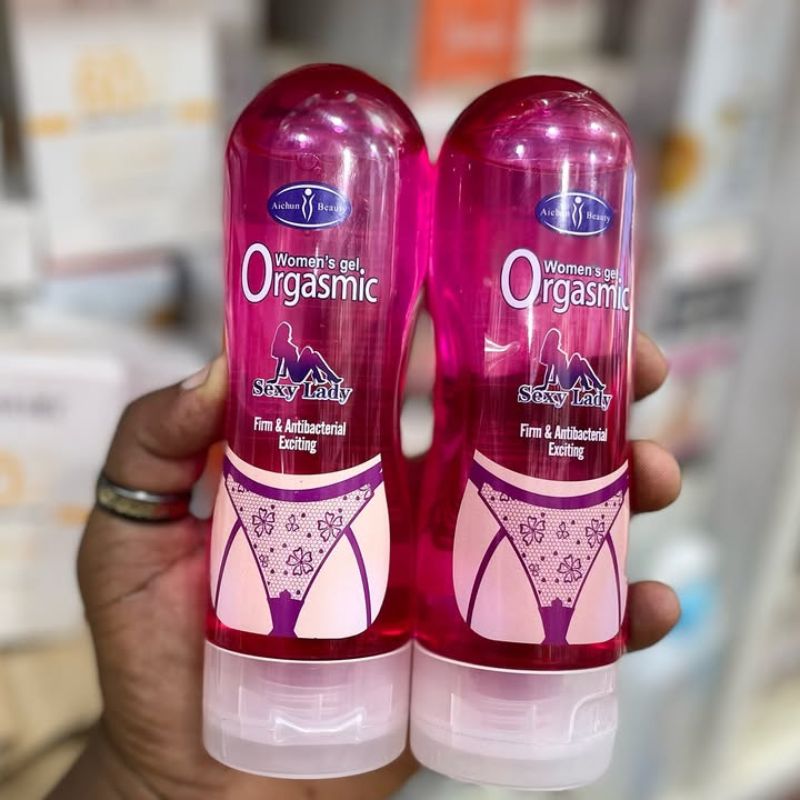 Aichun Beauty
Women's gel
Orgasmic
Sexy Lady
Firm & Antibacterial
Exciting
Aichun Beauty
Women's gel
Orgasmic
Sexy Lady
Firm & Antibacterial
Exciting